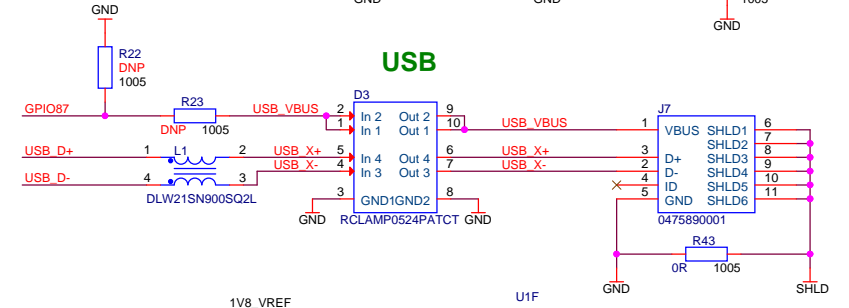 GND
GND
GND
1005
GND
R22
DNP
1005
USB
GPIO87
R23
DNP
1005
USB_VBUS
D3
2
1
5
4
3
In 2
In 1
In 4
In 3
GND1GND2
Out 2
Out 1
Out 4
Out 3
9
10
6
7
8
RCLAMP0524PATCT
GND
GND
USB_D+
USB_D-
1
4
L1
2
3
DLW21SN900SQ2L
USB_X+
USB_X-
USB_VBUS
USB_X+
USB_X-
J7
1
3
2
4
5
VBUS
D+
D-
ID
GND
SHLD1
SHLD2
SHLD3
SHLD4
SHLD5
SHLD6
6
7
8
9
10
11
0475890001
R43
0R
1005
GND
SHLD
1V8_VREF
U1F